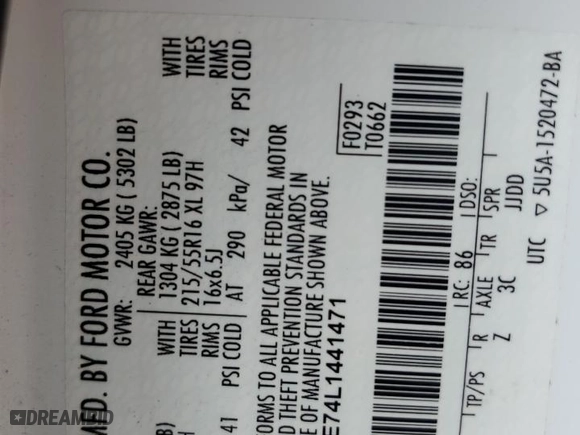 MFD. BY FORD MOTOR CO.
GVWR: 2405 KG ( 5302 LB)
REAR GAWR:
1304 KG ( 2875 LB) WITH
215/55R16 XL 97H TIRES
16x6.5J RIMS
AT 290 kPa/ 42 PSI COLD
WITH
TIRES
RIMS
41 PSI COLD
ORMS TO ALL APPLICABLE FEDERAL MOTOR
D THEFT PREVENTION STANDARDS IN
E OF MANUFACTURE SHOWN ABOVE.
E74L1441471
F0293
T0662
RC: 86 DSO:
TP/PS R AXLE TR SPR
Z 3C JJDD
UTC 5U5A-1520472-BA
DREAMBID